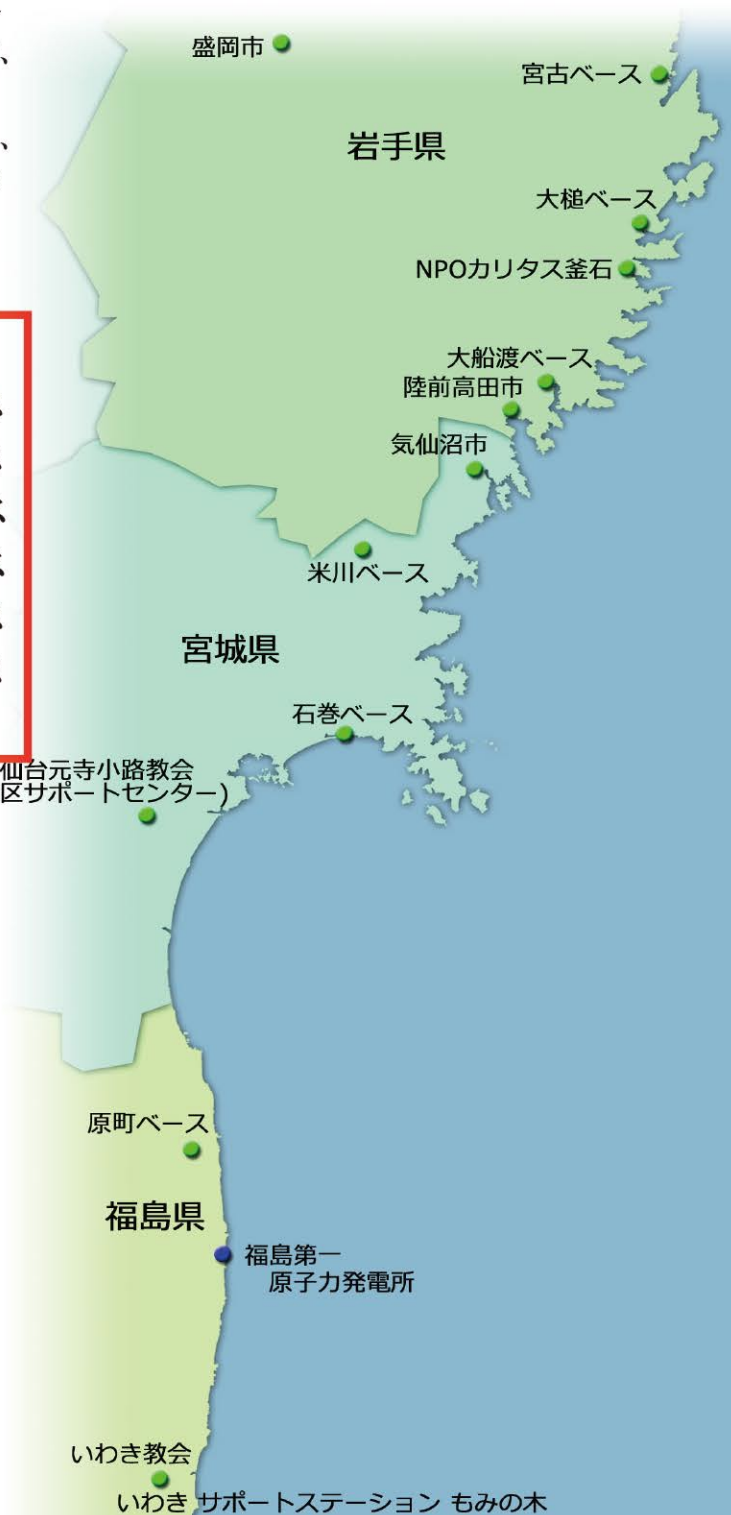 盛岡市
宮古ベース
岩手県
大槌ベース
NPOカリタス釜石
大船渡ベース
陸前高田市
気仙沼市
米川ベース
宮城県
石巻ベース
仙台元寺小路教会
区サポートセンター)
原町ベース
福島県
福島第一
原子力発電所
いわき教会
いわき サポートステーション もみの木